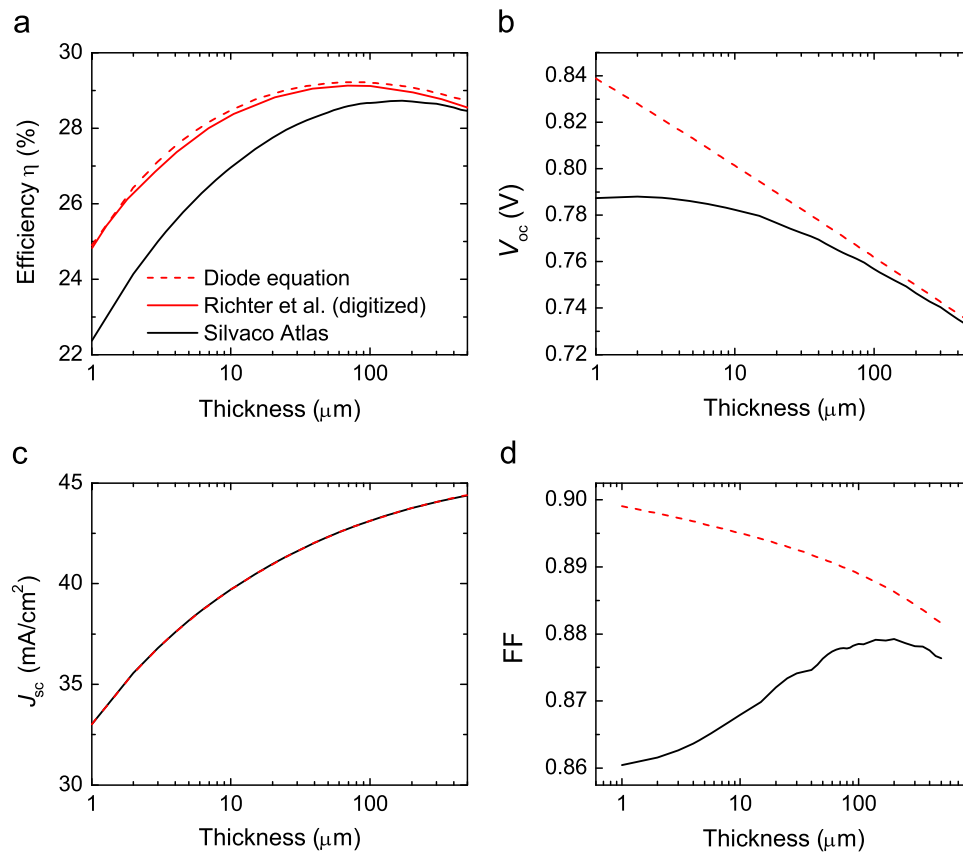 a
30
28
26
24
22
Efficiency η (%)
Diode equation
Richter et al. (digitized)
Silvaco Atlas
1
10
100
Thickness (μm)
b
0.84
0.82
0.80
0.78
0.76
0.74
0.72
Voc (V)
1
10
100
Thickness (μm)
c
45
40
35
30
Jsc (mA/cm²)
1
10
100
Thickness (μm)
d
0.90
0.89
0.88
0.87
0.86
FF
1
10
100
Thickness (μm)